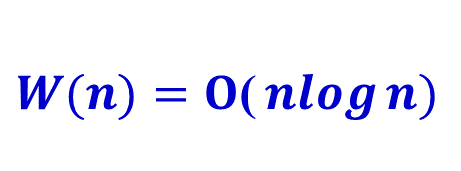 W(n) = O( nlog n)